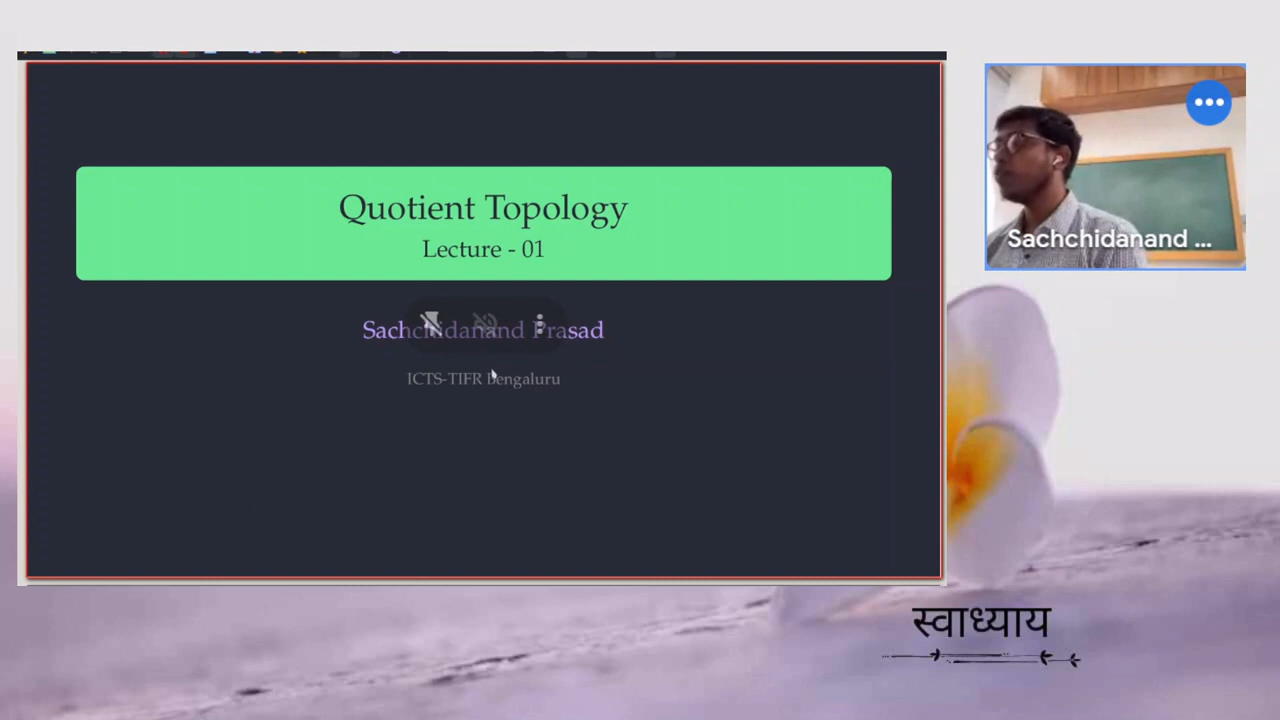 Quotient Topology
Lecture - 01
Sachchidanand Prasad
ICTS-TIFR Bengaluru
Sachchidanand ...
स्वाध्याय